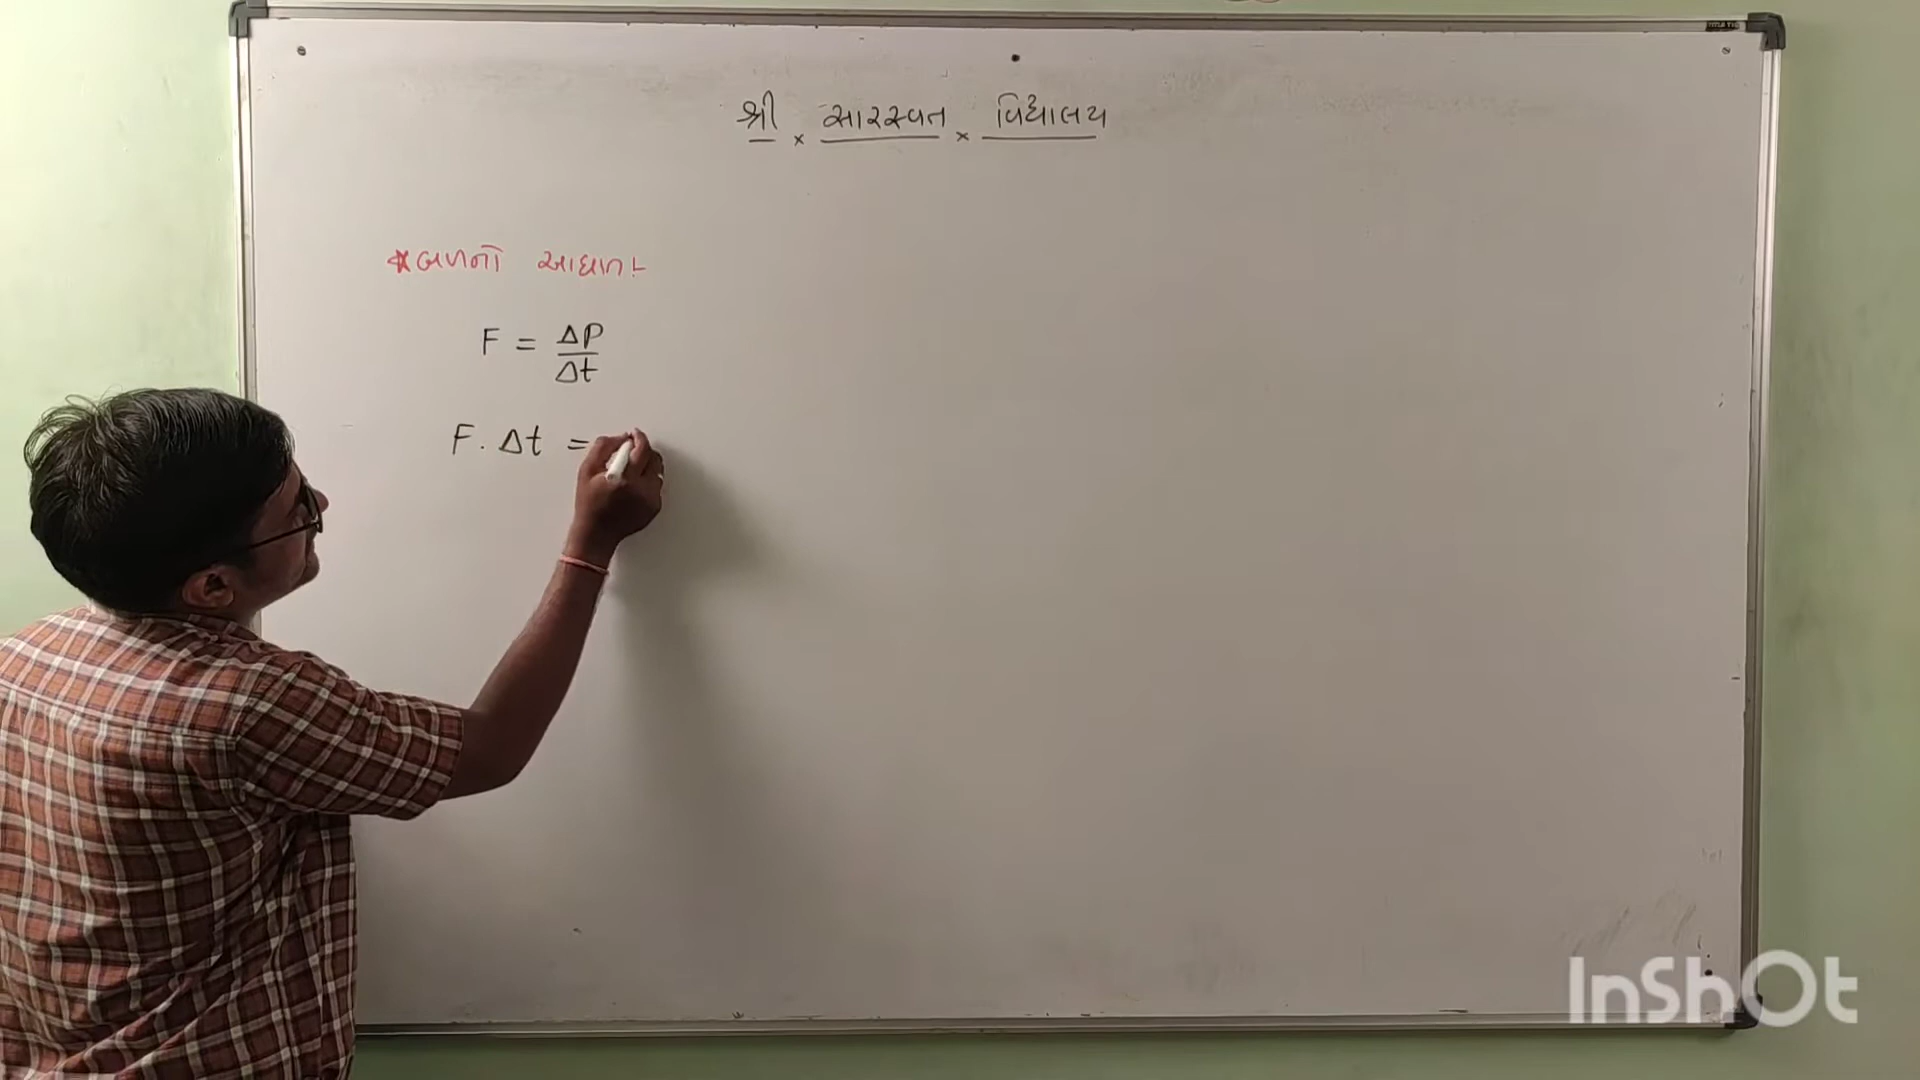 શ્રી × સારસ્વત × વિદ્યાલય
* બળનો આઘાત :-
F = ΔP/Δt
F . Δt =
InShOt